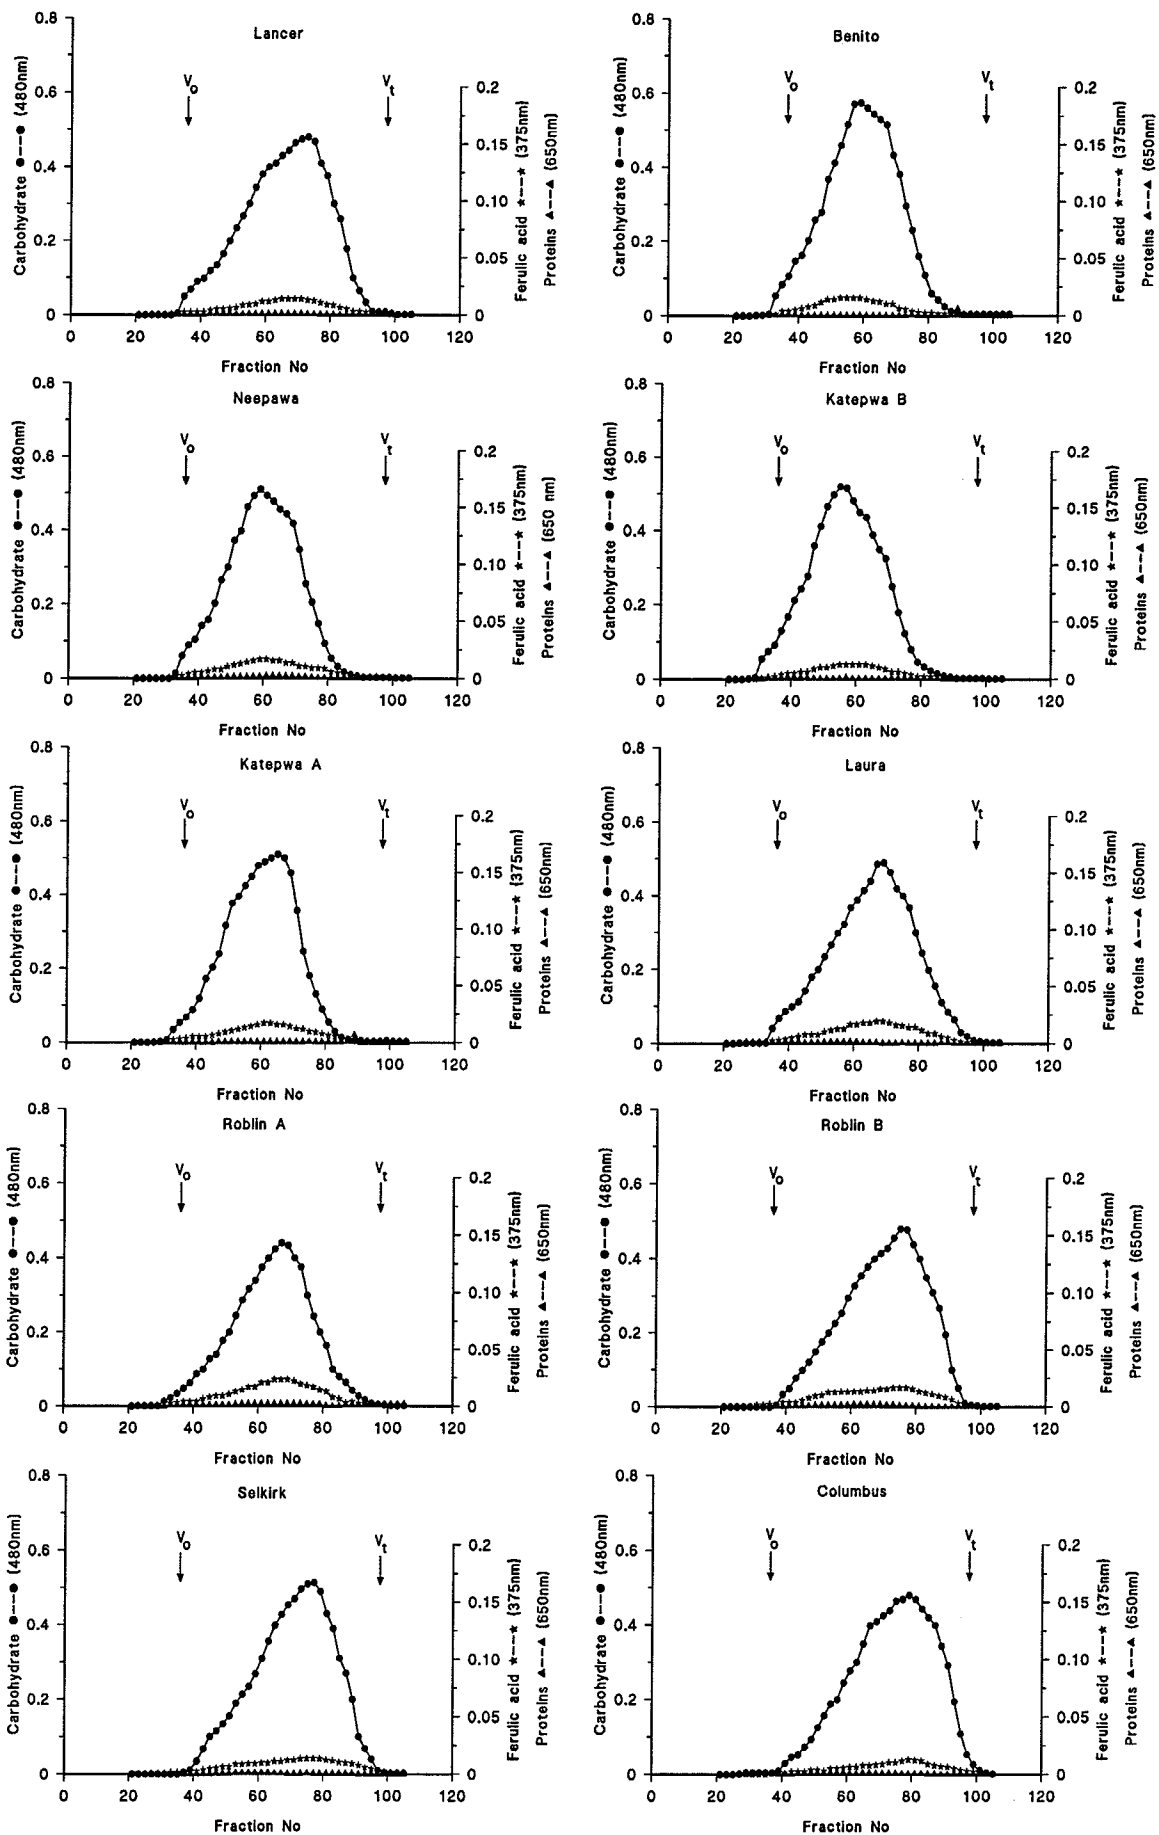 Lancer
Carbohydrate ●---● (480nm)
0.8
0.6
0.4
0.2
0
Vo
Vt
0.2
0.15
0.10
0.05
0
Ferulic acid ★---★ (375nm)
Proteins ▲---▲ (650nm)
0 20 40 60 80 100 120
Fraction No
Benito
Carbohydrate ●---● (480nm)
0.8
0.6
0.4
0.2
0
Vo
Vt
0.2
0.15
0.10
0.05
0
Ferulic acid ★---★ (375nm)
Proteins ▲---▲ (650nm)
0 20 40 60 80 100 120
Fraction No
Neepawa
Carbohydrate ●---● (480nm)
0.8
0.6
0.4
0.2
0
Vo
Vt
0.2
0.15
0.10
0.05
0
Ferulic acid ★---★ (375nm)
Proteins ▲---▲ (650 nm)
0 20 40 60 80 100 120
Fraction No
Katepwa B
Carbohydrate ●---● (480nm)
0.8
0.6
0.4
0.2
0
Vo
Vt
0.2
0.15
0.10
0.05
0
Ferulic acid ★---★ (375nm)
Proteins ▲---▲ (650nm)
0 20 40 60 80 100 120
Fraction No
Katepwa A
Carbohydrate ●---● (480nm)
0.8
0.6
0.4
0.2
0
Vo
Vt
0.2
0.15
0.10
0.05
0
Ferulic acid ★---★ (375nm)
Proteins ▲---▲ (650nm)
0 20 40 60 80 100 120
Fraction No
Laura
Carbohydrate ●---● (480nm)
0.8
0.6
0.4
0.2
0
Vo
Vt
0.2
0.15
0.10
0.05
0
Ferulic acid ★---★ (375nm)
Proteins ▲---▲ (650nm)
0 20 40 60 80 100 120
Fraction No
Roblin A
Carbohydrate ●---● (480nm)
0.8
0.6
0.4
0.2
0
Vo
Vt
0.2
0.15
0.10
0.05
0
Ferulic acid ★---★ (375nm)
Proteins ▲---▲ (650nm)
0 20 40 60 80 100 120
Fraction No
Roblin B
Carbohydrate ●---● (480nm)
0.8
0.6
0.4
0.2
0
Vo
Vt
0.2
0.15
0.10
0.05
0
Ferulic acid ★---★ (375nm)
Proteins ▲---▲ (650nm)
0 20 40 60 80 100 120
Fraction No
Selkirk
Carbohydrate ●---● (480nm)
0.8
0.6
0.4
0.2
0
Vo
Vt
0.2
0.15
0.10
0.05
0
Ferulic acid ★---★ (375nm)
Proteins ▲---▲ (650nm)
0 20 40 60 80 100 120
Fraction No
Columbus
Carbohydrate ●---● (480nm)
0.8
0.6
0.4
0.2
0
Vo
Vt
0.2
0.15
0.10
0.05
0
Ferulic acid ★---★ (375nm)
Proteins ▲---▲ (650nm)
0 20 40 60 80 100 120
Fraction No